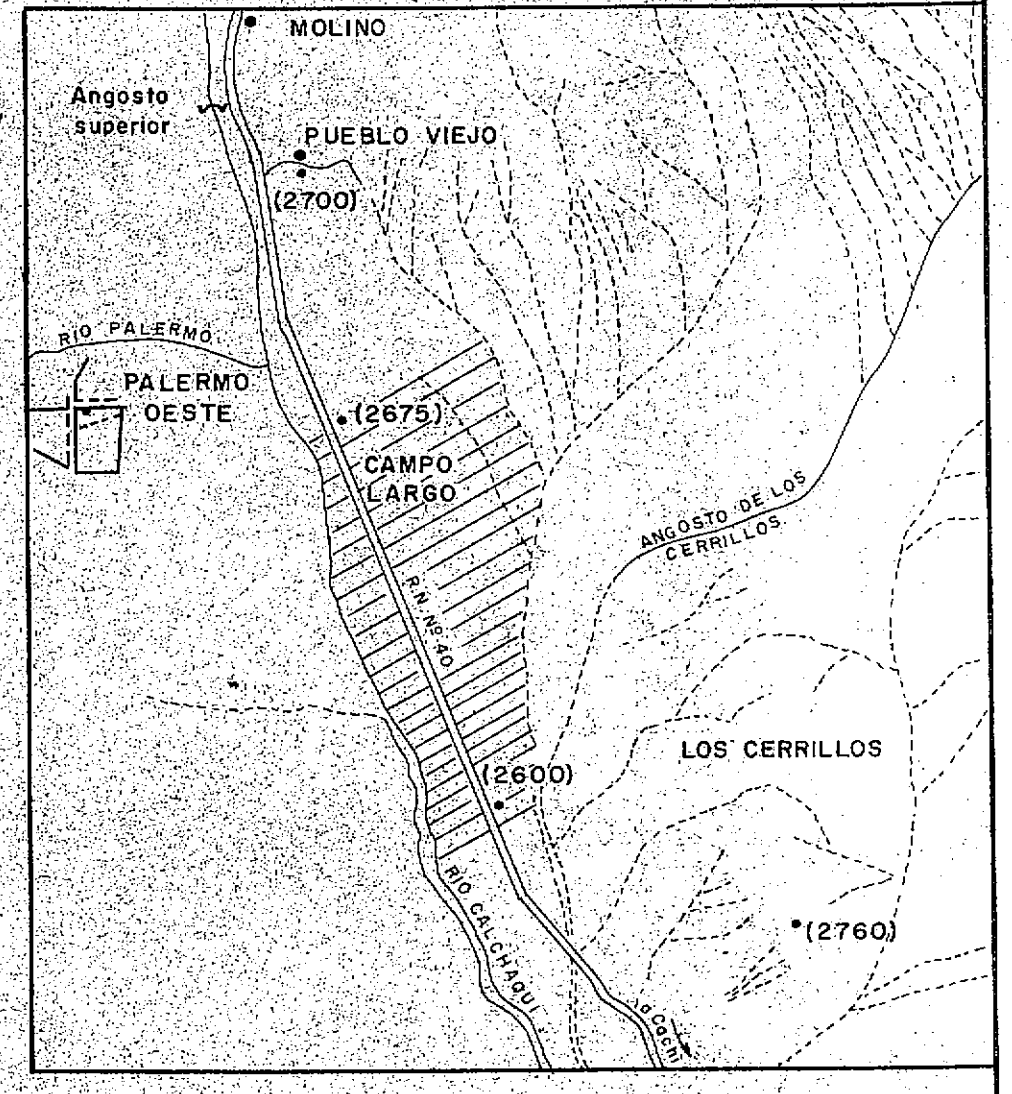 MOLINO
Angosto
superior
PUEBLO VIEJO
(2700)
RIO PALERMO
PALERMO
OESTE
(2675)
CAMPO
LARGO
ANGOSTO DE LOS
CERRILLOS
R.N. Nº 40
LOS CERRILLOS
(2600)
RIO CALCHAQUI
(2760)
a Cachi